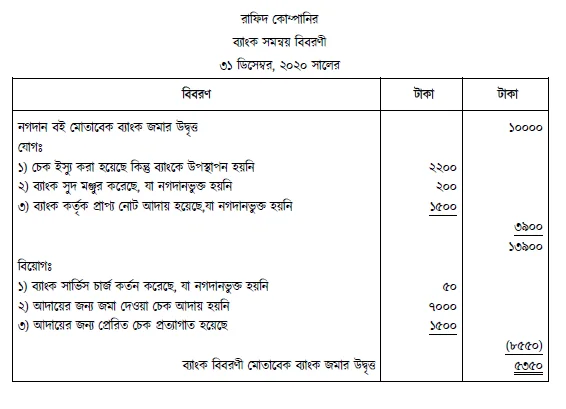 রাফিদ কোম্পানির
ব্যাংক সমন্বয় বিবরণী
৩১ ডিসেম্বর, ২০২০ সালের
বিবরণ টাকা টাকা
নগদান বই মোতাবেক ব্যাংক জমার উদ্বৃত্ত ১০০০০
যোগঃ
১) চেক ইস্যু করা হয়েছে কিন্তু ব্যাংকে উপস্থাপন হয়নি ২২০০
২) ব্যাংক সুদ মঞ্জুর করেছে, যা নগদানভুক্ত হয়নি ২০০
৩) ব্যাংক কর্তৃক প্রাপ্য নোট আদায় হয়েছে,যা নগদানভুক্ত হয়নি ১৫০০
৩৯০০
১৩৯০০
বিয়োগঃ
১) ব্যাংক সার্ভিস চার্জ কর্তন করেছে, যা নগদানভুক্ত হয়নি ৫০
২) আদায়ের জন্য জমা দেওয়া চেক আদায় হয়নি ৭০০০
৩) আদায়ের জন্য প্রেরিত চেক প্রত্যাগাত হয়েছে ১৫০০
(৮৫৫০)
ব্যাংক বিবরণী মোতাবেক ব্যাংক জমার উদ্বৃত্ত ৫৩৫০